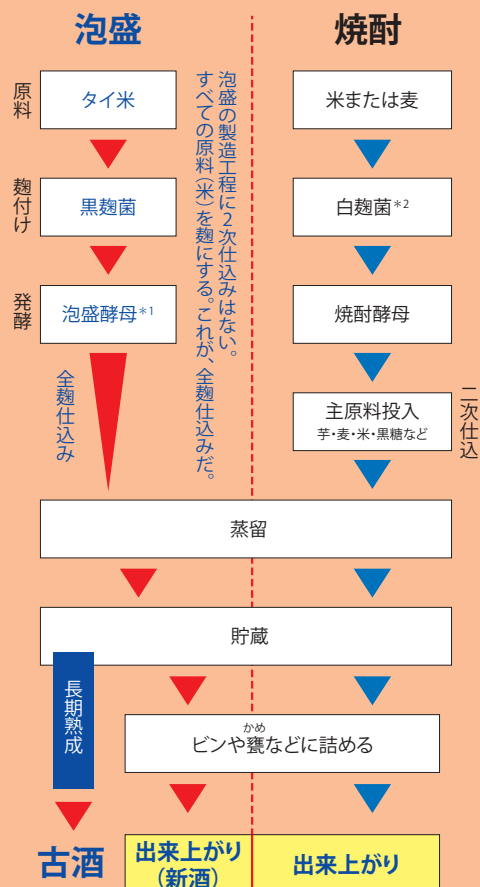 泡盛
焼酎
原料
タイ米
米または麦
泡盛の製造工程に2次仕込みはない。
すべての原料(米)を麹にする。これが、全麹仕込みだ。
麹付け
黒麹菌
白麹菌*2
発酵
泡盛酵母*1
焼酎酵母
全麹仕込み
主原料投入
芋・麦・米・黒糖など
二次仕込
蒸留
貯蔵
長期熟成
かめ
ビンや甕などに詰める
古酒
出来上がり
(新酒)
出来上がり